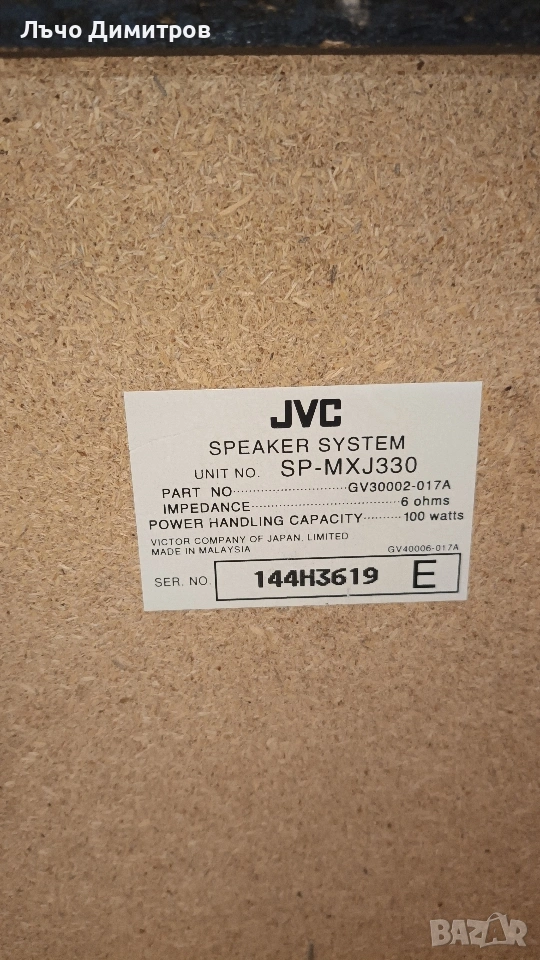 Лъчо Димитров
JVC
SPEAKER SYSTEM
UNIT NO. SP-MXJ330
PART NO..............................GV30002-017A
IMPEDANCE..............................6 ohms
POWER HANDLING CAPACITY.........100 watts
VICTOR COMPANY OF JAPAN, LIMITED
MADE IN MALAYSIA GV40006-017A
SER. NO. 144H3619 E
BAZAR